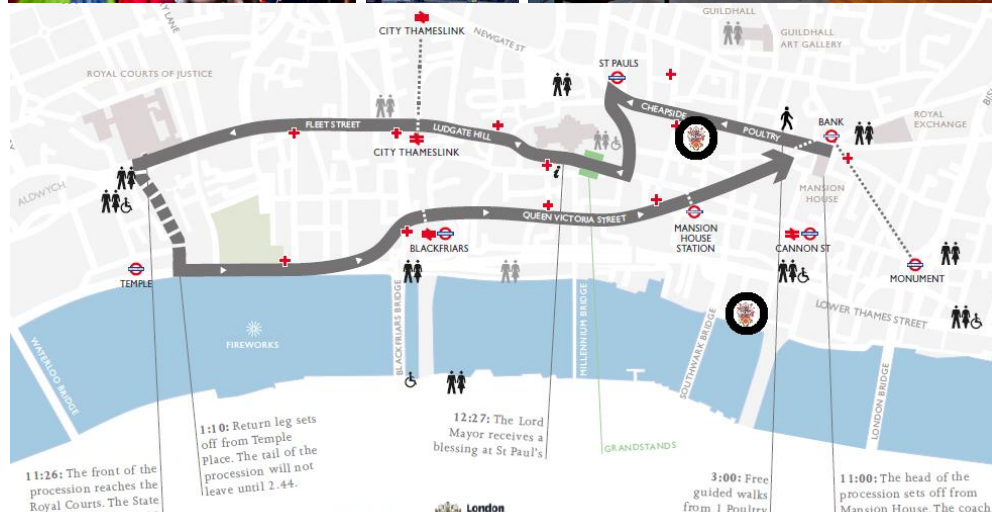 GUILDHALL
CITY THAMESLINK
NEWGATE ST
GUILDHALL
ART GALLERY
ST PAULS
ROYAL COURTS OF JUSTICE
CHEAPSIDE
POULTRY
BANK
ROYAL
EXCHANGE
FLEET STREET
LUDGATE HILL
CITY THAMESLINK
i
ALDWYCH
MANSION
HOUSE
QUEEN VICTORIA STREET
MANSION
HOUSE
STATION
BLACKFRIARS
CANNON ST
TEMPLE
MONUMENT
LOWER THAMES STREET
FIREWORKS
WATERLOO BRIDGE
BLACKFRIARS BRIDGE
MILLENNIUM BRIDGE
SOUTHWARK BRIDGE
LONDON BRIDGE
GRANDSTANDS
11:26: The front of the
procession reaches the
Royal Courts. The State
1:10: Return leg sets
off from Temple
Place. The tail of the
procession will not
leave until 2.44.
12:27: The Lord
Mayor receives a
blessing at St Paul's
3:00: Free
guided walks
from 1 Poultry
11:00: The head of the
procession sets off from
Mansion House. The coach
London